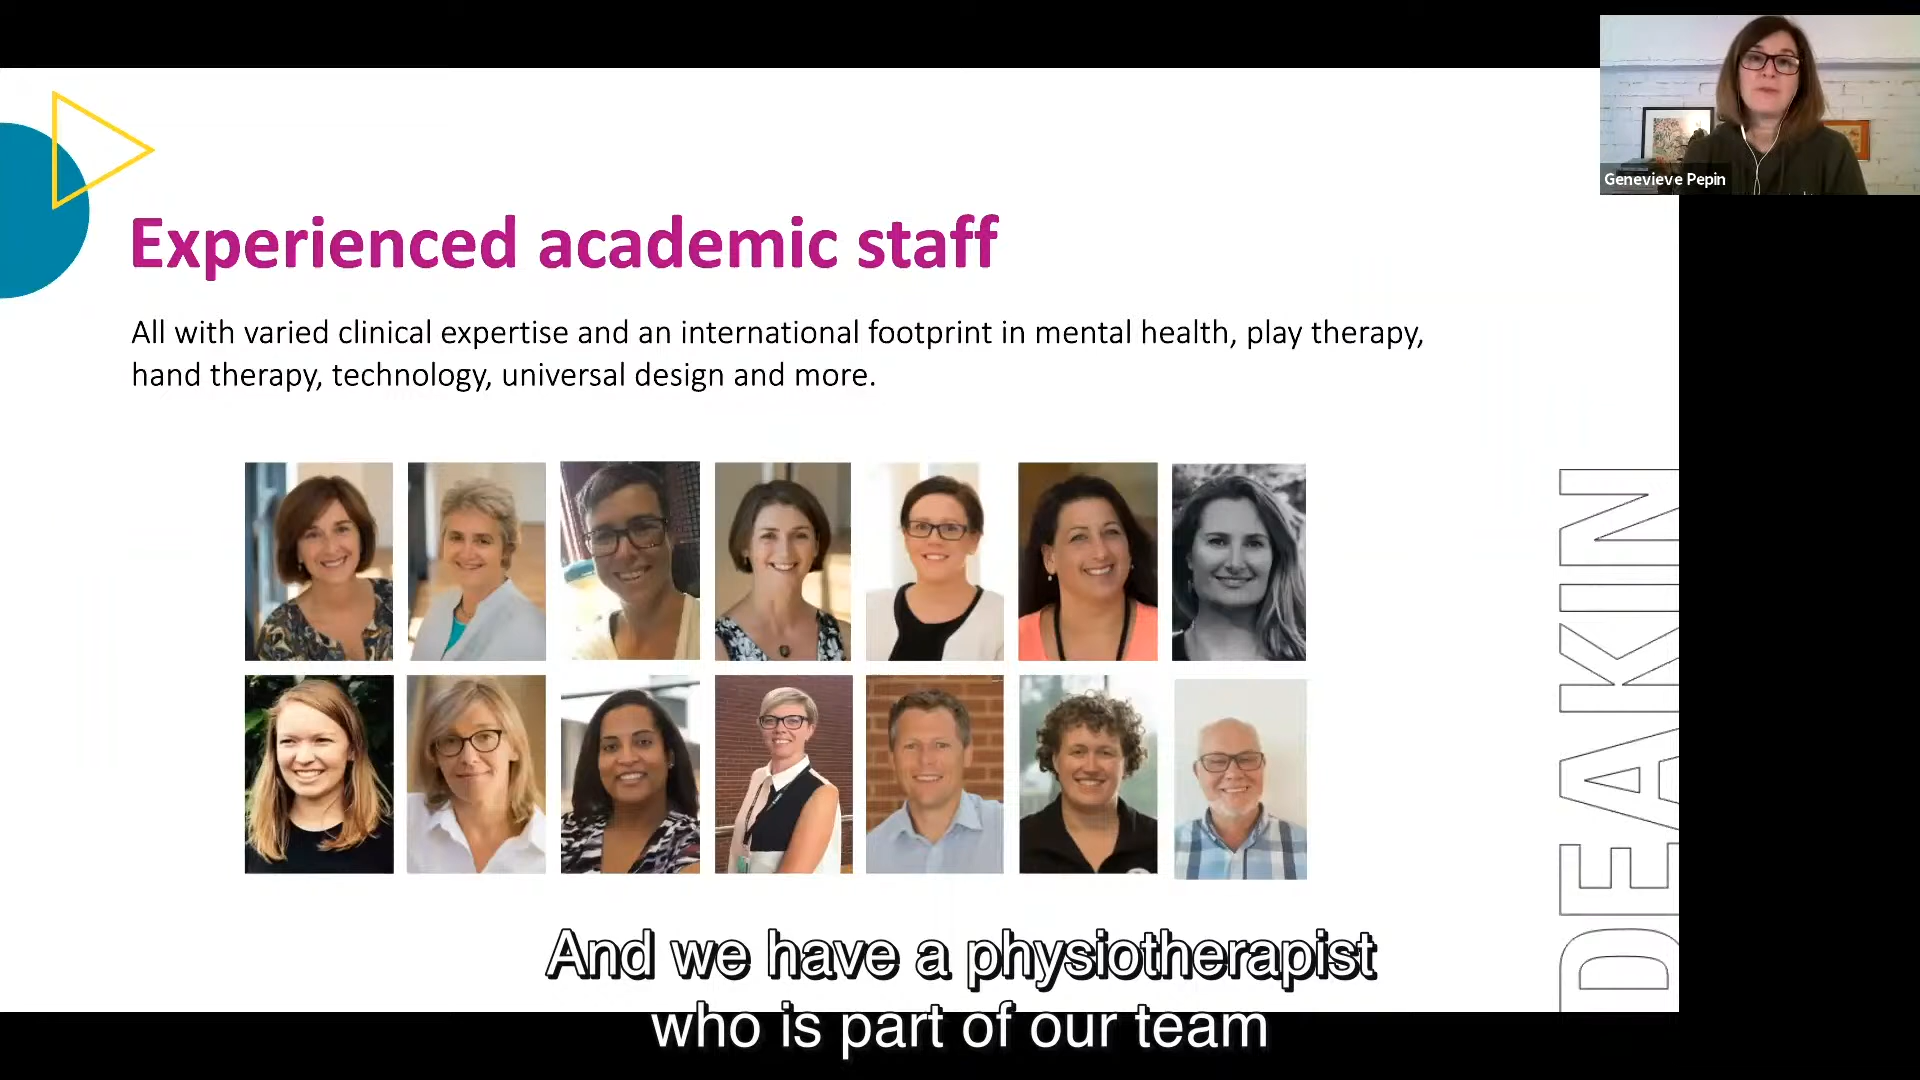 Genevieve Pepin
Experienced academic staff
All with varied clinical expertise and an international footprint in mental health, play therapy,
hand therapy, technology, universal design and more.
DEAKIN
And we have a physiotherapist
who is part of our team